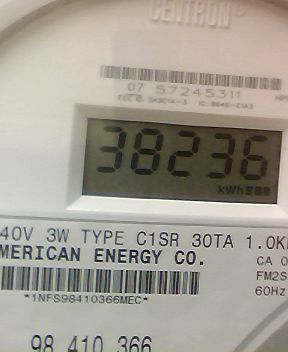 CENTRON®
07 57245311
38236
kWh
40V 3W TYPE C1SR 30TA 1.0K
MERICAN ENERGY CO.
CA 0
FM2S
60Hz
*1NFS98410366MEC*
98 410 366